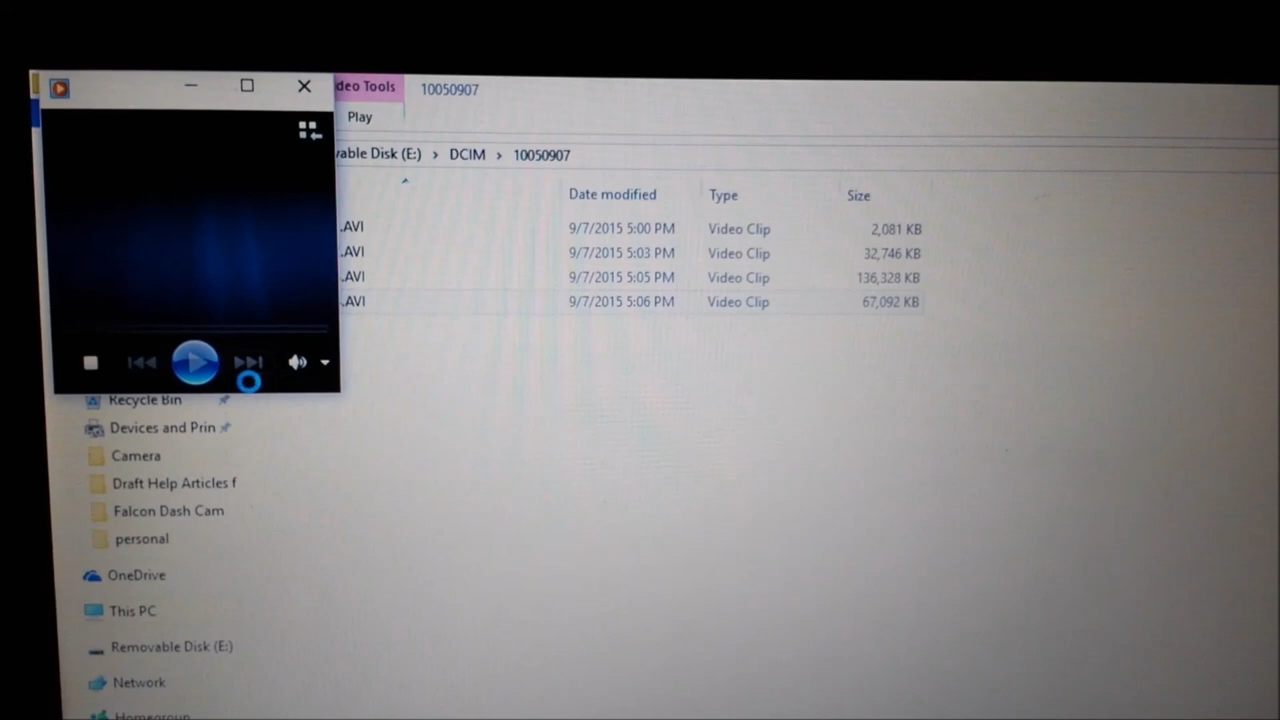 deo Tools 10050907
Play
vable Disk (E:) > DCIM > 10050907
Date modified Type Size
.AVI 9/7/2015 5:00 PM Video Clip 2,081 KB
.AVI 9/7/2015 5:03 PM Video Clip 32,746 KB
.AVI 9/7/2015 5:05 PM Video Clip 136,328 KB
.AVI 9/7/2015 5:06 PM Video Clip 67,092 KB
Recycle Bin
Devices and Prin
Camera
Draft Help Articles f
Falcon Dash Cam
personal
OneDrive
This PC
Removable Disk (E:)
Network
Homegroup